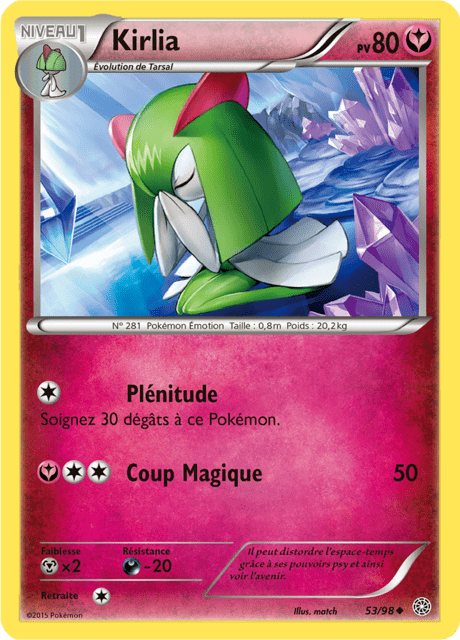 NIVEAU 1 Kirlia PV80
Évolution de Tarsal
N° 281 Pokémon Émotion Taille : 0,8m Poids : 20,2kg
Plénitude
Soignez 30 dégâts à ce Pokémon.
Coup Magique 50
Faiblesse Résistance
×2 -20
Il peut distordre l'espace-temps
grâce à ses pouvoirs psy et ainsi
voir l'avenir.
Retraite
©2015 Pokémon Illus. match 53/98